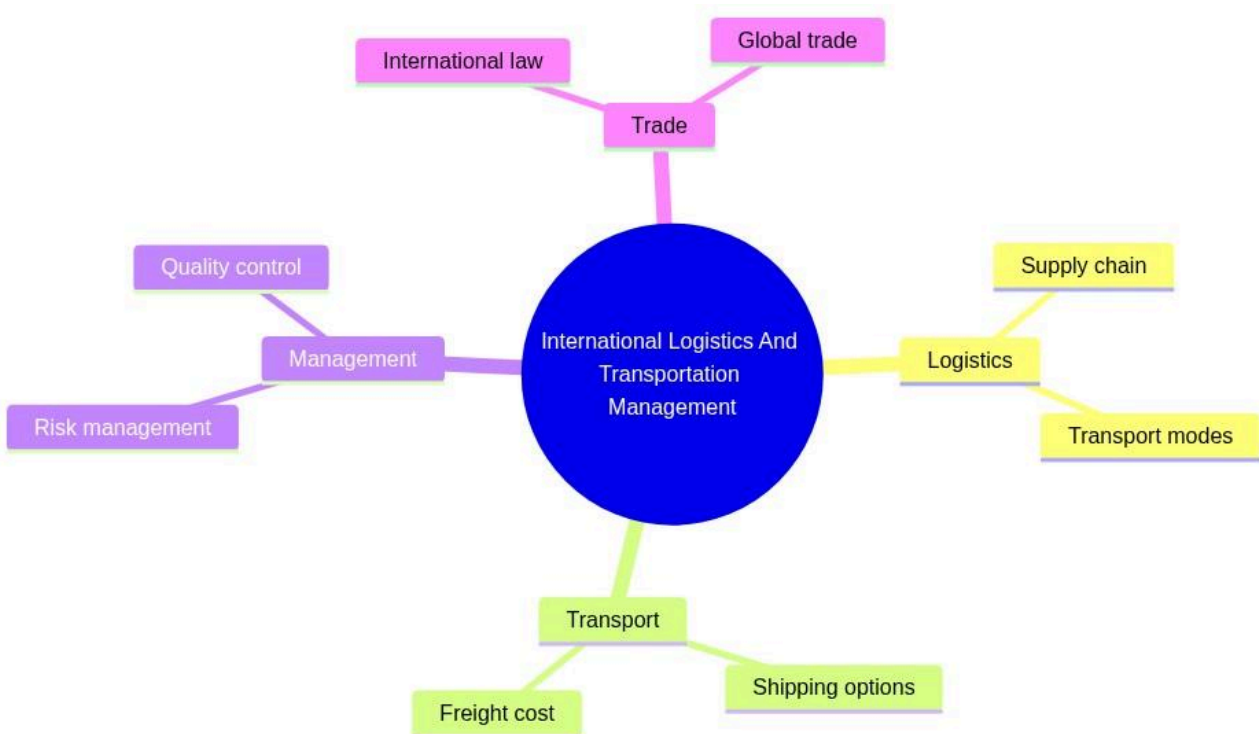 Global trade
International law
Trade
Quality control
Supply chain
International Logistics And
Transportation
Management
Management
Logistics
Risk management
Transport modes
Transport
Shipping options
Freight cost